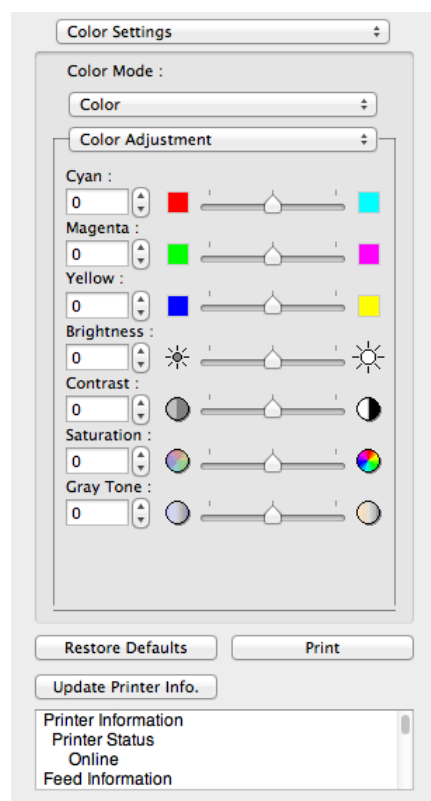 Color Settings
Color Mode :
Color
Color Adjustment
Cyan :
0
Magenta :
0
Yellow :
0
Brightness :
0
Contrast :
0
Saturation :
0
Gray Tone :
0
Restore Defaults
Print
Update Printer Info.
Printer Information
Printer Status
Online
Feed Information